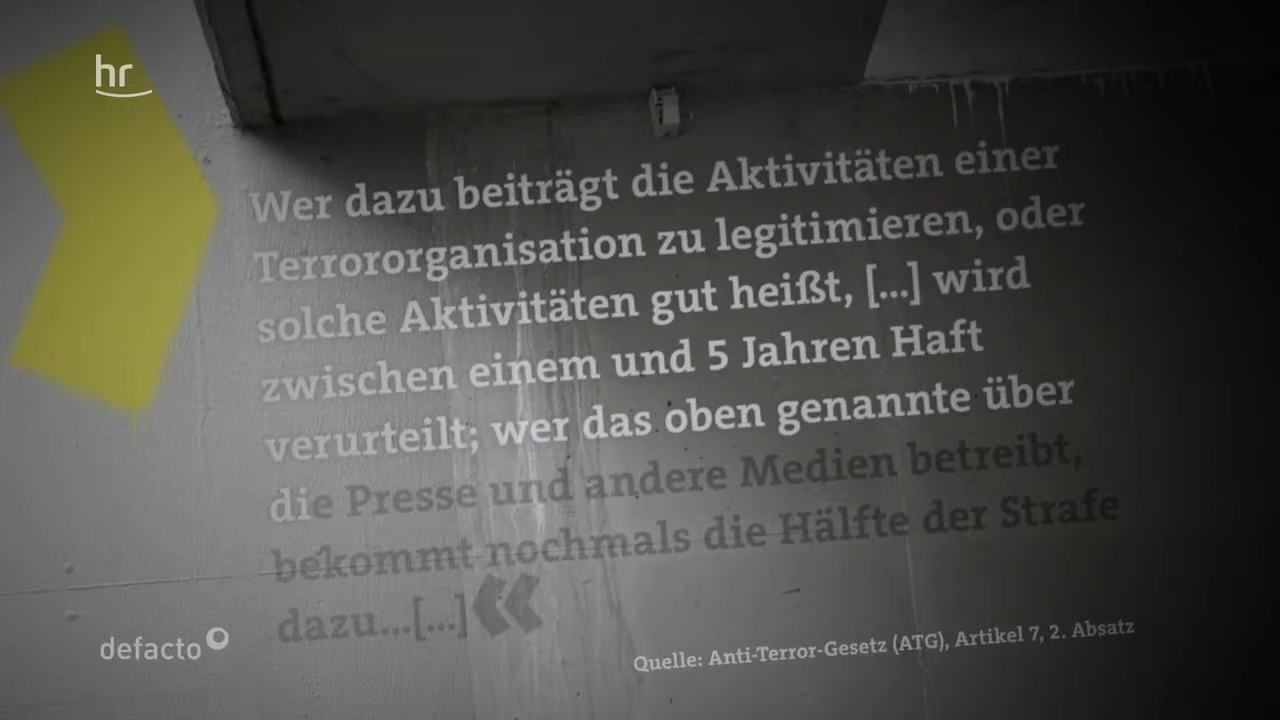 hr
Wer dazu beiträgt die Aktivitäten einer
Terrororganisation zu legitimieren, oder
solche Aktivitäten gut heißt, [...] wird
zwischen einem und 5 Jahren Haft
verurteilt; wer das oben genannte über
die Presse und andere Medien betreibt,
bekommt nochmals die Hälfte der Strafe
dazu...[...]«
defacto
Quelle: Anti-Terror-Gesetz (ATG), Artikel 7, 2. Absatz